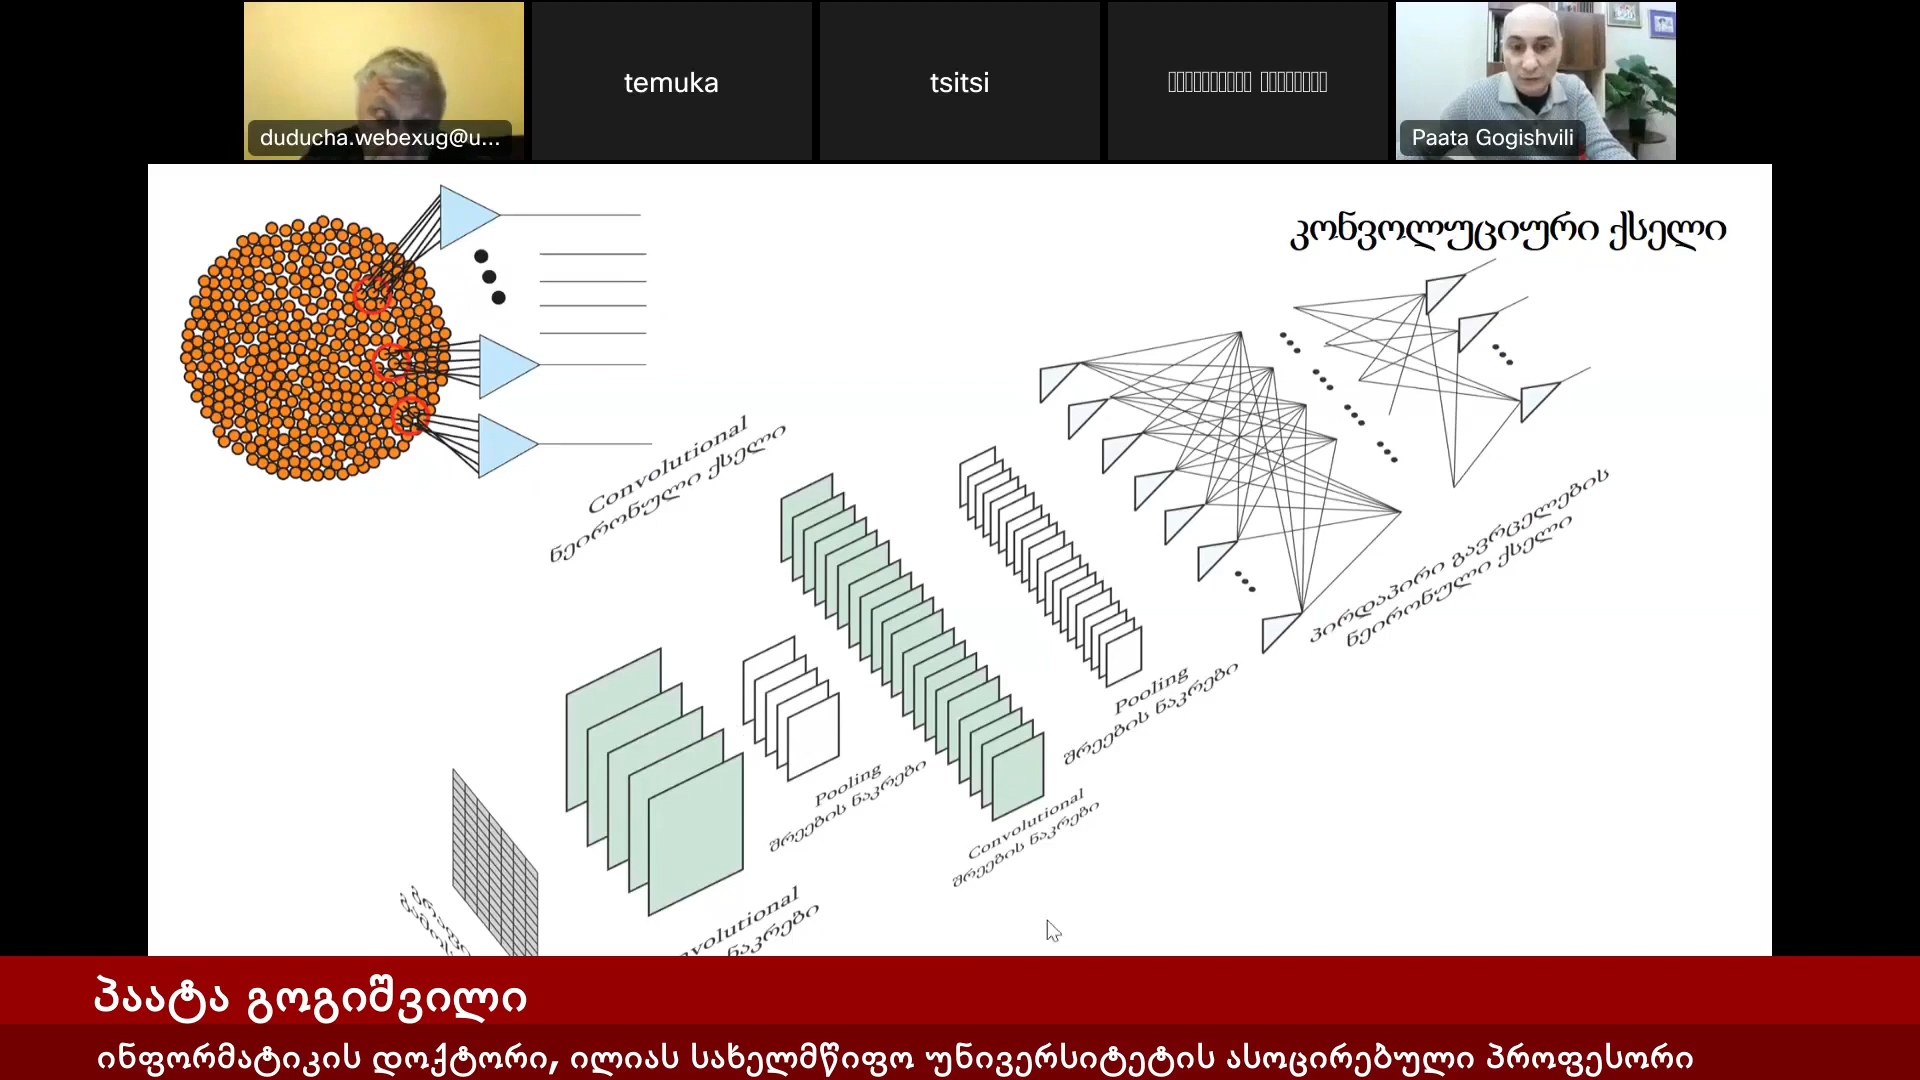 duducha.webexug@u...
temuka
tsitsi
Paata Gogishvili
კონვოლუციური ქსელი
Convolutional
ნეირონული ქსელი
პირდაპირი გავრცელების
ნეირონული ქსელი
Pooling
შრეების ნაკრები
Pooling
შრეების ნაკრები
Convolutional
შრეების ნაკრები
ნაკრები
პაატა გოგიშვილი
ინფორმატიკის დოქტორი, ილიას სახელმწიფო უნივერსიტეტის ასოცირებული პროფესორი